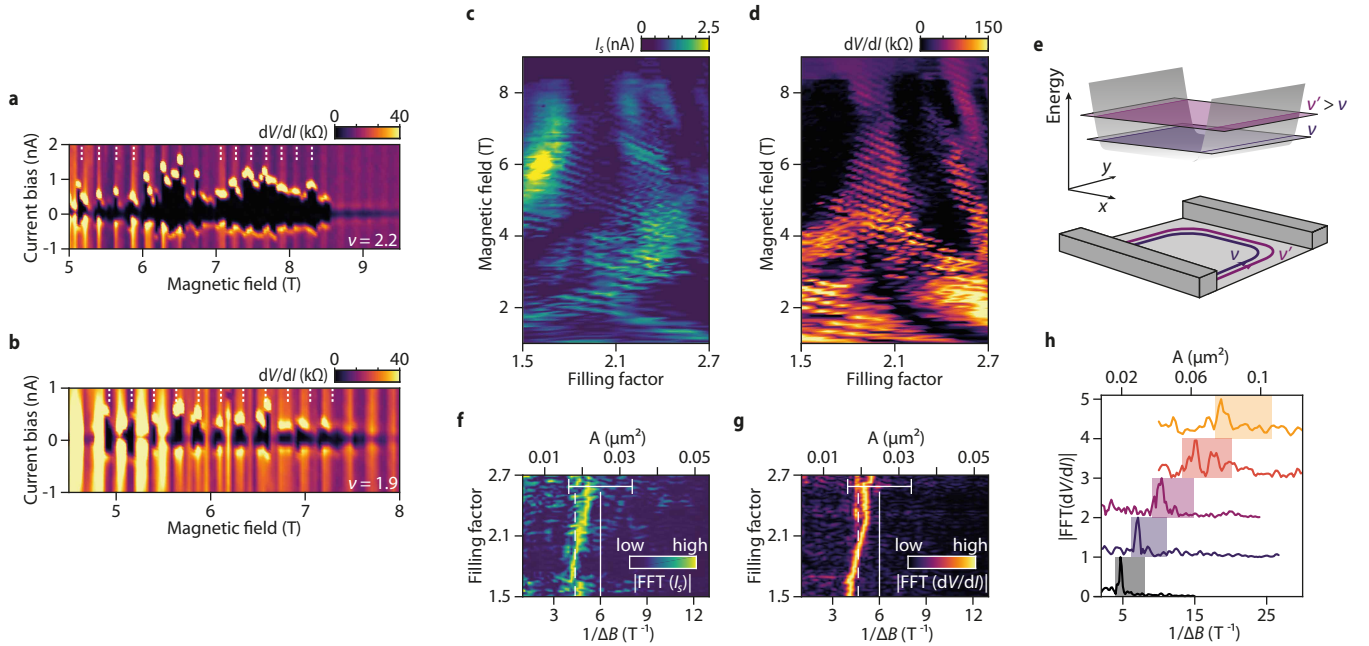 a
dV/dI (kΩ)
0 40
Current bias (nA)
2
1
0
-1
ν = 2.2
5 6 7 8 9
Magnetic field (T)
b
dV/dI (kΩ)
0 40
Current bias (nA)
1
0
-1
ν = 1.9
5 6 7 8
Magnetic field (T)
c
Is (nA)
0 2.5
Magnetic field (T)
8
6
4
2
1.5 2.1 2.7
Filling factor
d
dV/dI (kΩ)
0 150
Magnetic field (T)
8
6
4
2
1.5 2.1 2.7
Filling factor
e
Energy
ν' > ν
ν
y
x
ν ν'
f
A (μm²)
0.01 0.03 0.05
Filling factor
2.7
2.1
1.5
low high
|FFT (Is)|
3 6 9 12
1/ΔB (T⁻¹)
g
A (μm²)
0.01 0.03 0.05
Filling factor
2.7
2.1
1.5
low high
|FFT (dV/dI)|
3 6 9 12
1/ΔB (T⁻¹)
h
A (μm²)
0.02 0.06 0.1
|FFT(dV/dI)|
5
4
3
2
1
0
5 15 25
1/ΔB (T⁻¹)